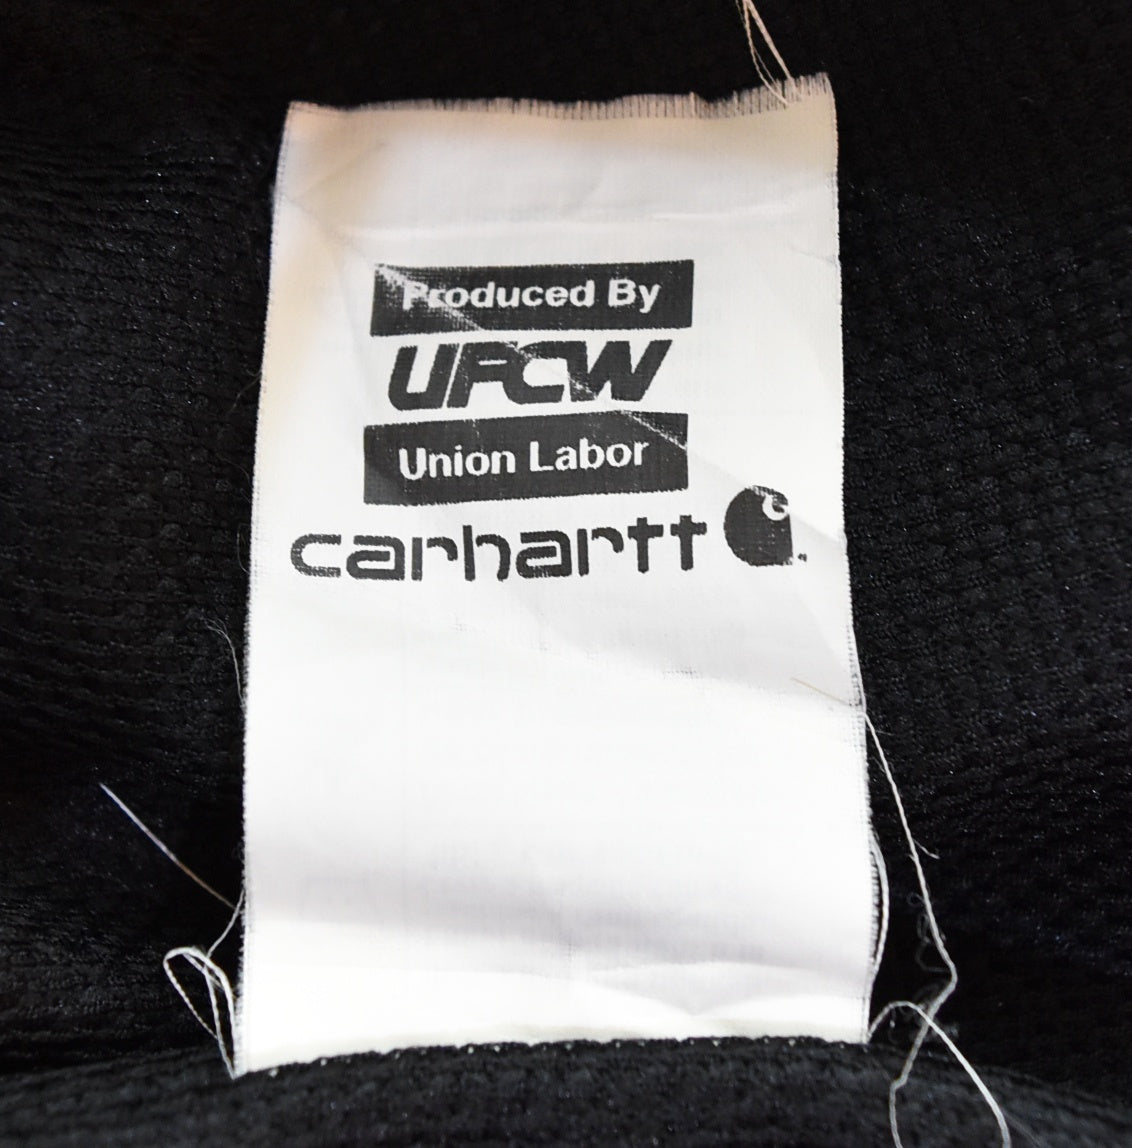 Produced By
UFCW
Union Labor
carhartt